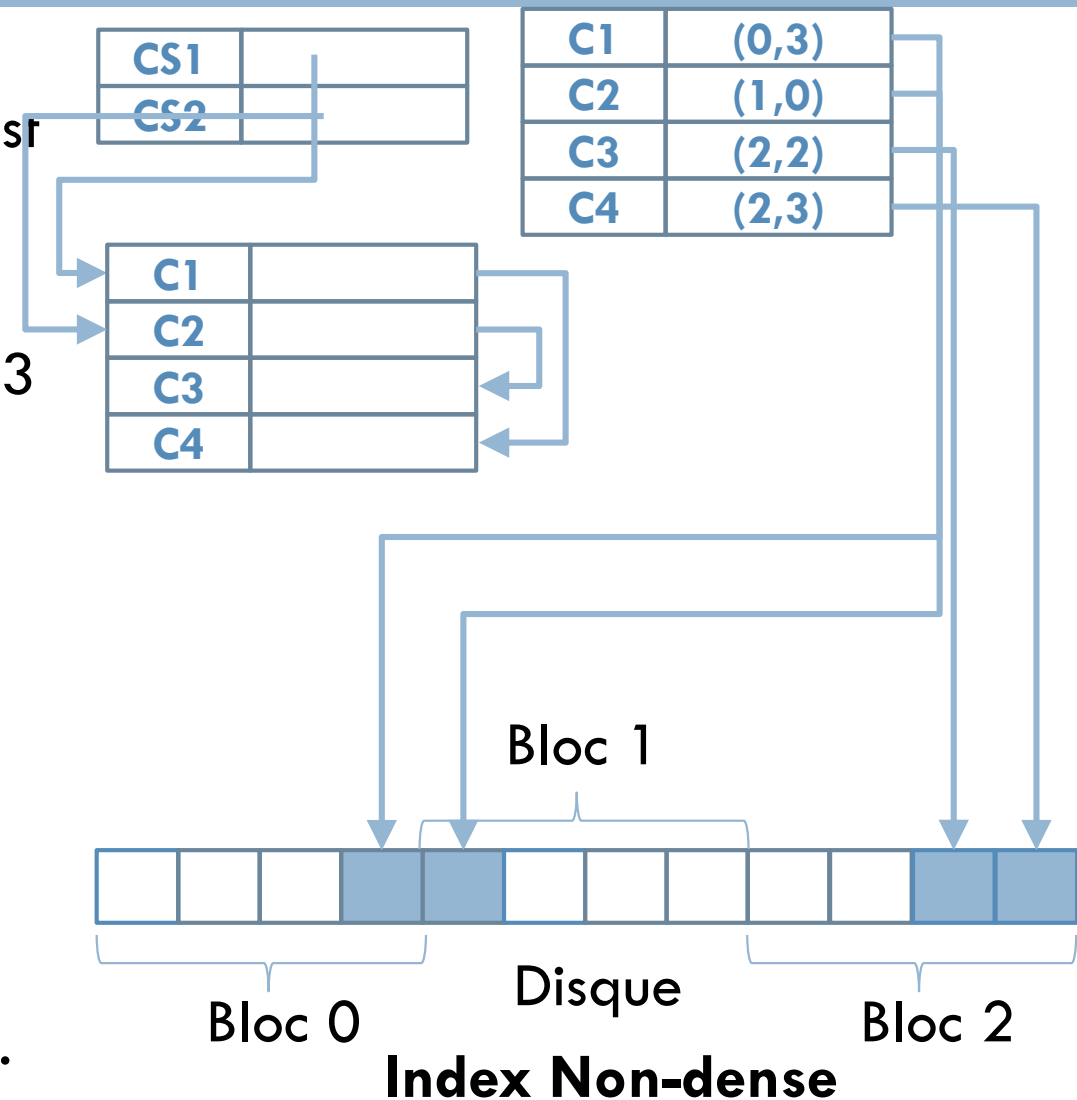 CS1
CS2
st
C1 (0,3)
C2 (1,0)
C3 (2,2)
C4 (2,3)
C1
C2
C3
C4
3
Bloc 1
Disque
Bloc 0
Bloc 2
.
Index Non-dense